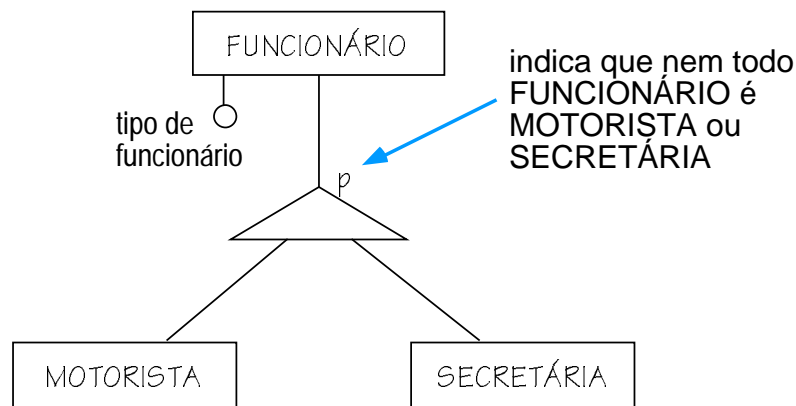 FUNCIONÁRIO
indica que nem todo
FUNCIONÁRIO é
MOTORISTA ou
SECRETÁRIA
tipo de
funcionário
p
MOTORISTA
SECRETÁRIA